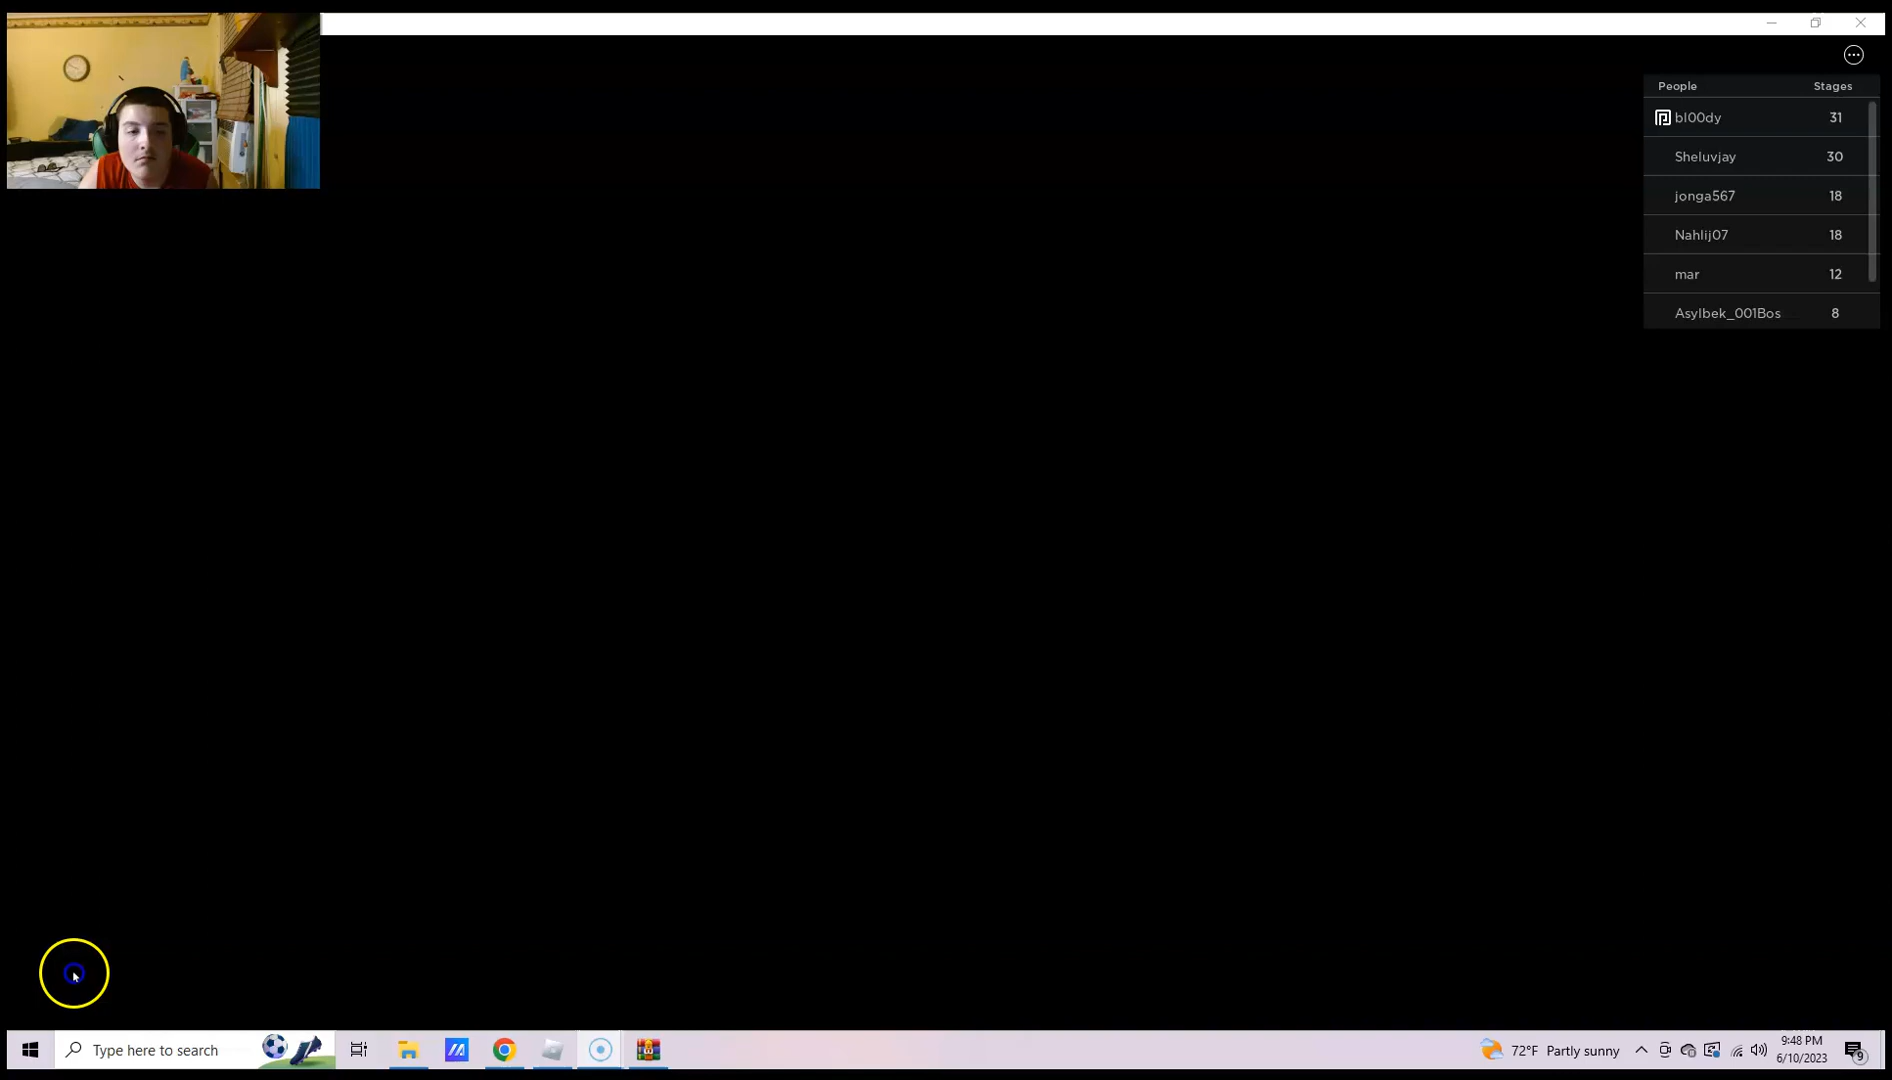 People Stages
bl00dy 31
Sheluvjay 30
jonga567 18
Nahlij07 18
mar 12
Asylbek_001Bos 8
Type here to search
72°F Partly sunny
9:48 PM
6/10/2023
9